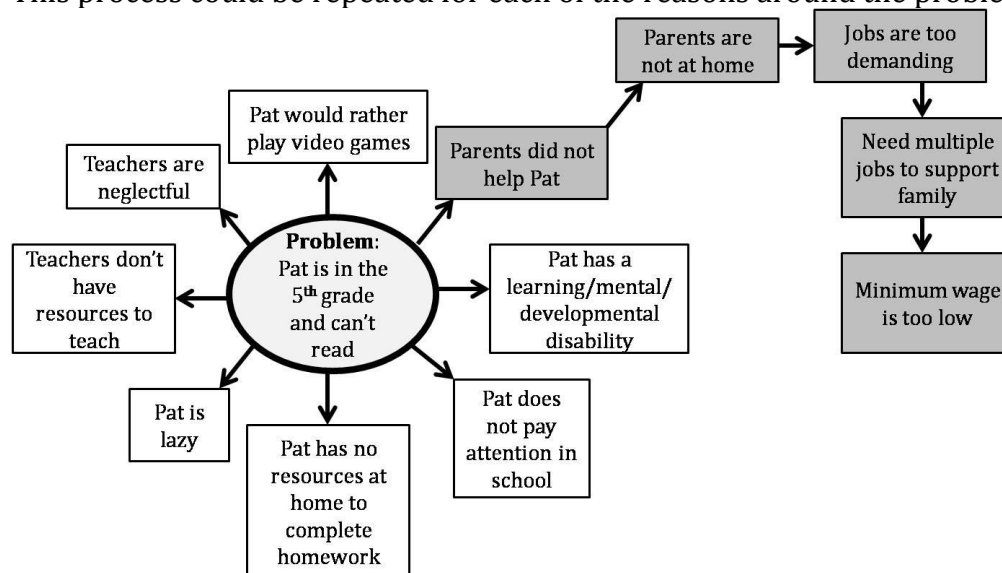 This process could be repeated for each of the reasons around the proble
Parents are
not at home
Jobs are too
demanding
Pat would rather
play video games
Parents did not
help Pat
Need multiple
jobs to support
family
Teachers are
neglectful
Problem:
Pat is in the
5th grade
and can't
read
Teachers don't
have
resources to
teach
Pat has a
learning/mental/
developmental
disability
Minimum wage
is too low
Pat is
lazy
Pat has no
resources at
home to
complete
homework
Pat does
not pay
attention in
school